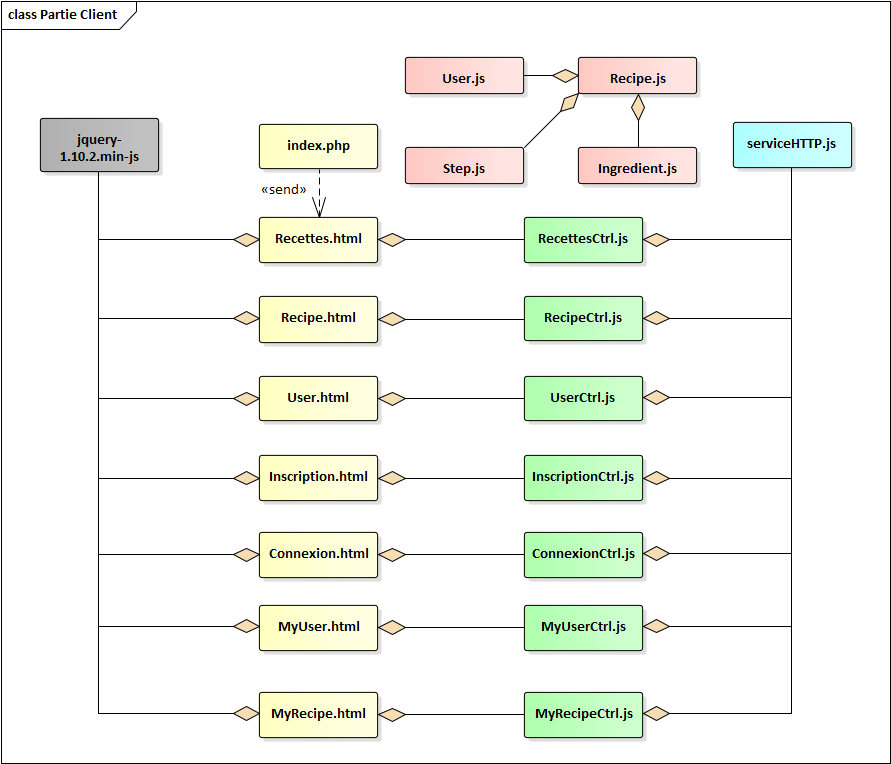 class Partie Client
User.js
Recipe.js
jquery-
1.10.2.min-js
index.php
serviceHTTP.js
Step.js
Ingredient.js
«send»
Recettes.html
RecettesCtrl.js
Recipe.html
RecipeCtrl.js
User.html
UserCtrl.js
Inscription.html
InscriptionCtrl.js
Connexion.html
ConnexionCtrl.js
MyUser.html
MyUserCtrl.js
MyRecipe.html
MyRecipeCtrl.js